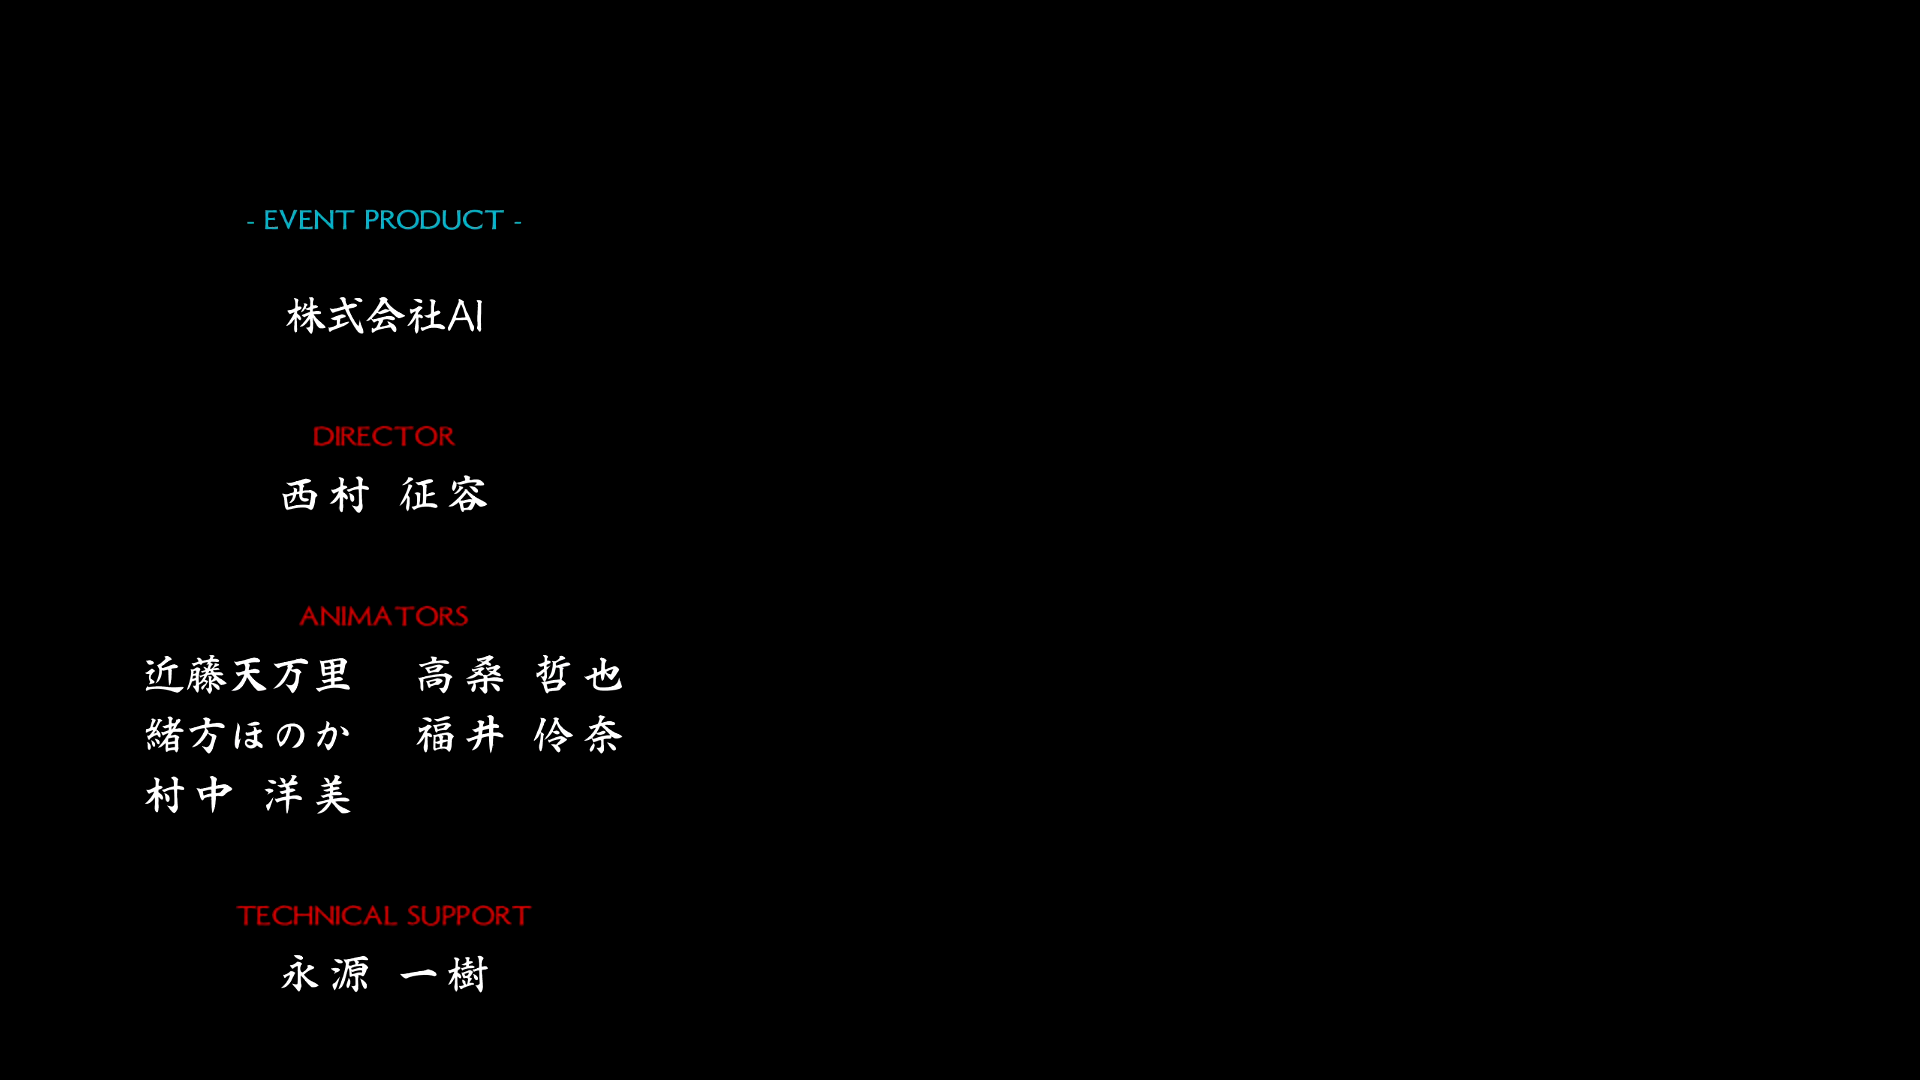 - EVENT PRODUCT -
株式会社AI
DIRECTOR
西村 征容
ANIMATORS
近藤天万里 高桑 哲也
緒方ほのか 福井 伶奈
村中 洋美
TECHNICAL SUPPORT
永源 一樹